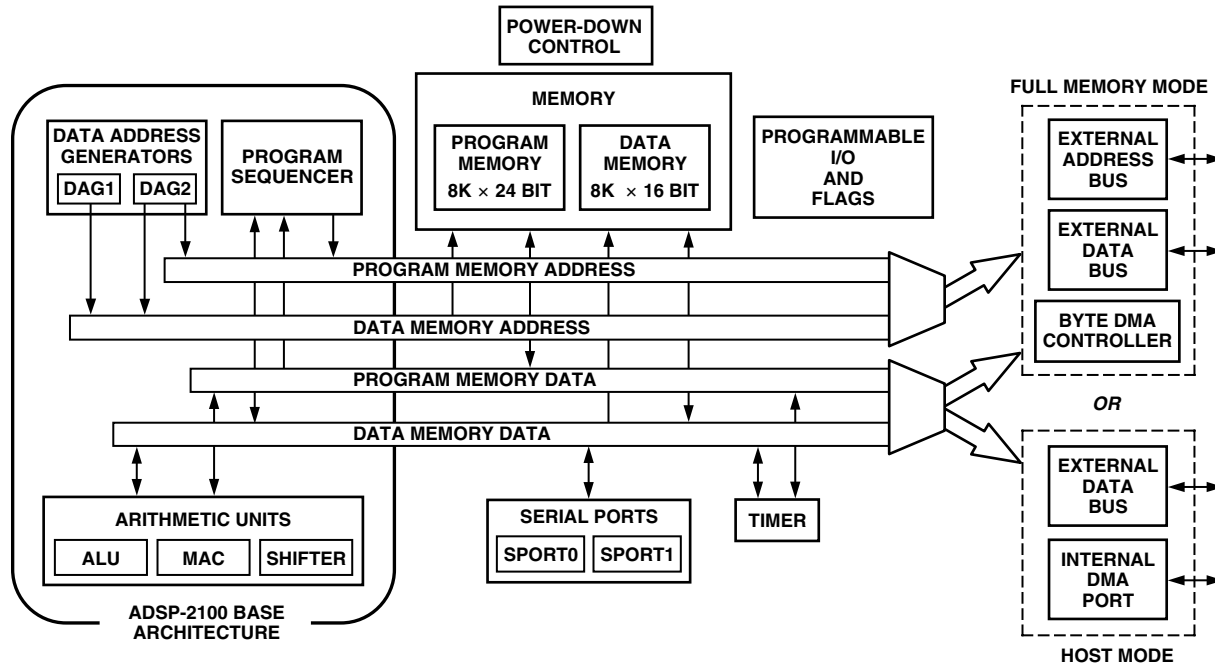 POWER-DOWN
CONTROL
MEMORY
PROGRAM
MEMORY
8K × 24 BIT
DATA
MEMORY
8K × 16 BIT
PROGRAMMABLE
I/O
AND
FLAGS
FULL MEMORY MODE
EXTERNAL
ADDRESS
BUS
EXTERNAL
DATA
BUS
BYTE DMA
CONTROLLER
OR
EXTERNAL
DATA
BUS
INTERNAL
DMA
PORT
HOST MODE
DATA ADDRESS
GENERATORS
DAG1
DAG2
PROGRAM
SEQUENCER
PROGRAM MEMORY ADDRESS
DATA MEMORY ADDRESS
PROGRAM MEMORY DATA
DATA MEMORY DATA
ARITHMETIC UNITS
ALU
MAC
SHIFTER
SERIAL PORTS
SPORT0
SPORT1
TIMER
ADSP-2100 BASE
ARCHITECTURE